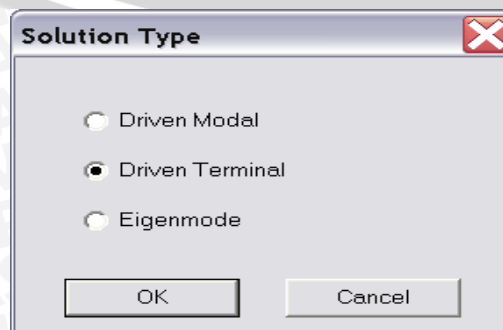 Solution Type
Driven Modal
Driven Terminal
Eigenmode
OK
Cancel